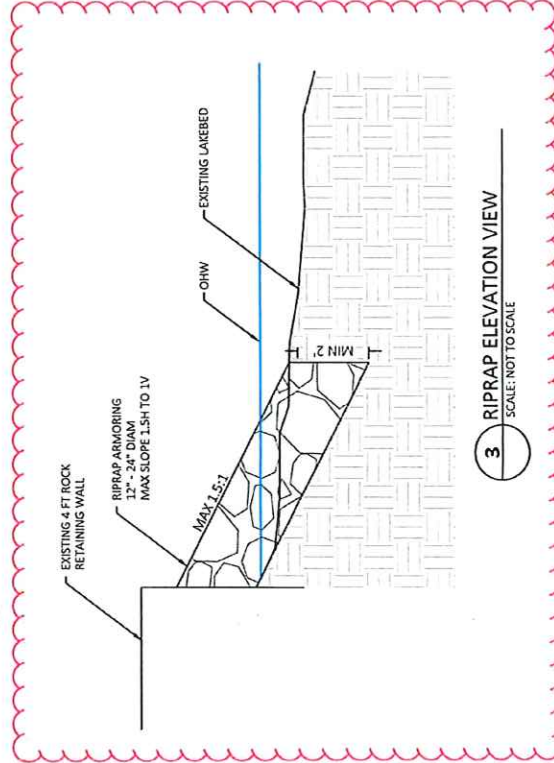 EXISTING 4 FT ROCK
RETAINING WALL
RIPRAP ARMORING
12" - 24" DIAM
MAX SLOPE 1.5H TO 1V
MAX 1.5:1
OHW
EXISTING LAKEBED
MIN 2'
3
RIPRAP ELEVATION VIEW
SCALE: NOT TO SCALE